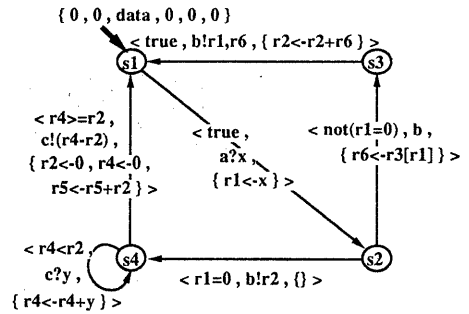 { 0, 0, data, 0, 0, 0 }
< true , b!r1,r6 , { r2<-r2+r6 } >
s1
s3
< r4>=r2 ,
c!(r4-r2) ,
{ r2<-0 , r4<-0 ,
r5<-r5+r2 } >
< true ,
a?x ,
{ r1<-x } >
< not(r1=0) , b ,
{ r6<-r3[r1] } >
< r4<r2 ,
c?y ,
{ r4<-r4+y } >
s4
s2
< r1=0 , b!r2 , {} >